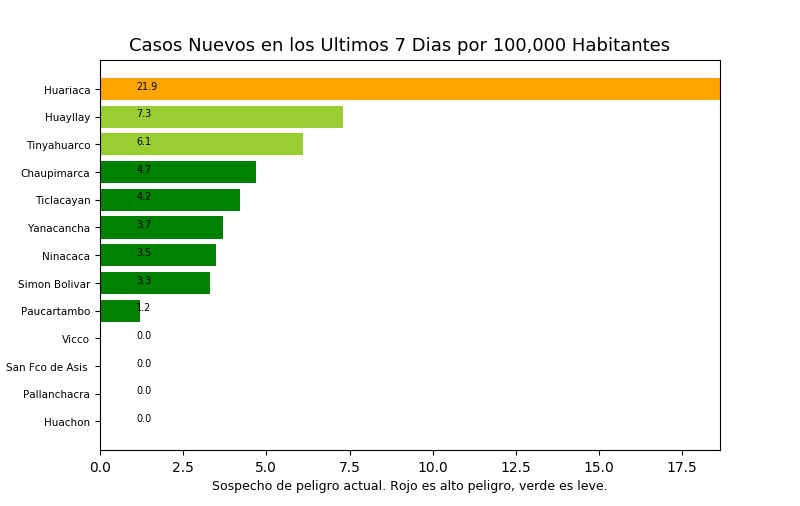 Casos Nuevos en los Ultimos 7 Dias por 100,000 Habitantes
Huariaca 21.9
Huayllay 7.3
Tinyahuarco 6.1
Chaupimarca 4.7
Ticlacayan 4.2
Yanacancha 3.7
Ninacaca 3.5
Simon Bolivar 3.3
Paucartambo 1.2
Vicco 0.0
San Fco de Asis 0.0
Pallanchacra 0.0
Huachon 0.0
0.0 2.5 5.0 7.5 10.0 12.5 15.0 17.5
Sospecho de peligro actual. Rojo es alto peligro, verde es leve.